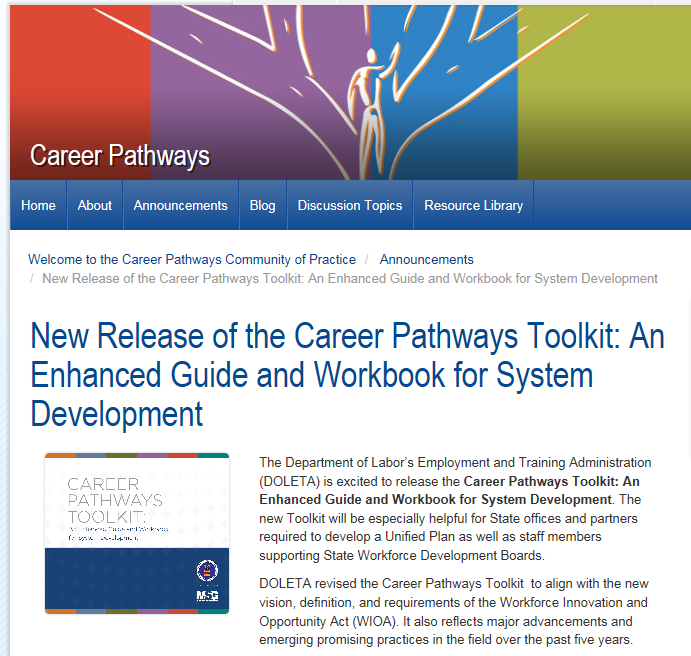 Career Pathways
Home About Announcements Blog Discussion Topics Resource Library
Welcome to the Career Pathways Community of Practice / Announcements
/ New Release of the Career Pathways Toolkit: An Enhanced Guide and Workbook for System Development
New Release of the Career Pathways Toolkit: An
Enhanced Guide and Workbook for System
Development
CAREER
PATHWAYS
TOOLKIT:
for System Development
MSG
The Department of Labor's Employment and Training Administration
(DOLETA) is excited to release the Career Pathways Toolkit: An
Enhanced Guide and Workbook for System Development. The
new Toolkit will be especially helpful for State offices and partners
required to develop a Unified Plan as well as staff members
supporting State Workforce Development Boards.
DOLETA revised the Career Pathways Toolkit to align with the new
vision, definition, and requirements of the Workforce Innovation and
Opportunity Act (WIOA). It also reflects major advancements and
emerging promising practices in the field over the past five years.